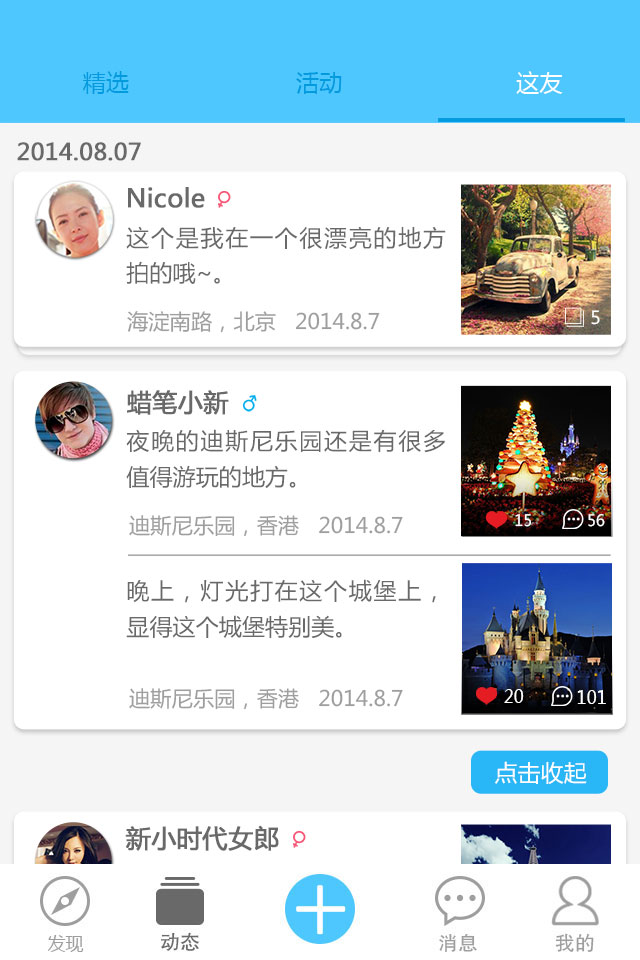 精选 活动 这友
2014.08.07
Nicole
这个是我在一个很漂亮的地方
拍的哦~。
海淀南路，北京 2014.8.7
5
蜡笔小新
夜晚的迪斯尼乐园还是有很多
值得游玩的地方。
迪斯尼乐园，香港 2014.8.7
15 56
晚上，灯光打在这个城堡上，
显得这个城堡特别美。
迪斯尼乐园，香港 2014.8.7
20 101
点击收起
新小时代女郎
发现 动态 消息 我的